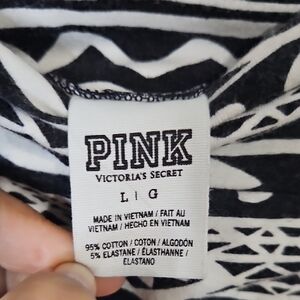 PINK
VICTORIA'S SECRET
L | G
MADE IN VIETNAM / FAIT AU
VIETNAM / HECHO EN VIETNAM
95% COTTON / COTON / ALGODÓN
5% ELASTANE / ÉLASTHANNE /
ELASTANO